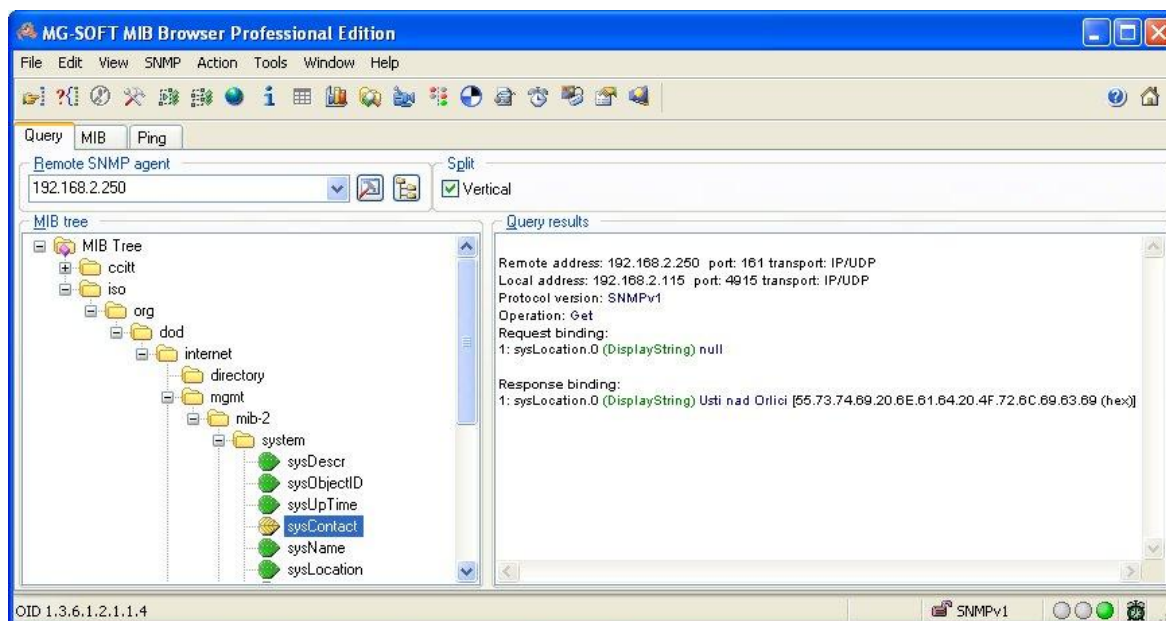 MG-SOFT MIB Browser Professional Edition
File Edit View SNMP Action Tools Window Help
Query MIB Ping
Remote SNMP agent
192.168.2.250
Split
Vertical
MIB tree
MIB Tree
ccitt
iso
org
dod
internet
directory
mgmt
mib-2
system
sysDescr
sysObjectID
sysUpTime
sysContact
sysName
sysLocation
Query results
Remote address: 192.168.2.250 port: 161 transport: IP/UDP
Local address: 192.168.2.115 port: 4915 transport: IP/UDP
Protocol version: SNMPv1
Operation: Get
Request binding:
1: sysLocation.0 (DisplayString) null
Response binding:
1: sysLocation.0 (DisplayString) Usti nad Orlici [55.73.74.69.20.6E.61.64.20.4F.72.6C.69.63.69 (hex)]
OID 1.3.6.1.2.1.1.4
SNMPv1